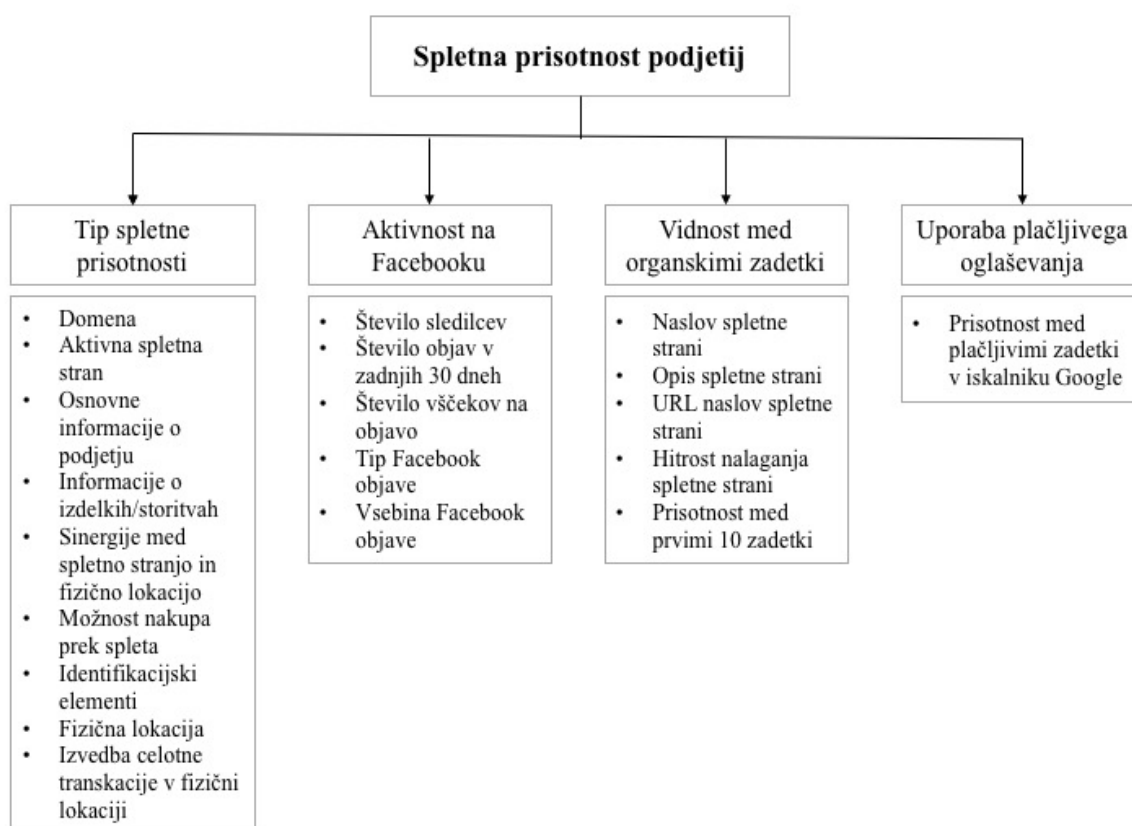 Spletna prisotnost podjetij
Tip spletne
prisotnosti
• Domena
• Aktivna spletna
stran
• Osnovne
informacije o
podjetju
• Informacije o
izdelkih/storitvah
• Sinergije med
spletno stranjo in
fizično lokacijo
• Možnost nakupa
prek spleta
• Identifikacijski
elementi
• Fizična lokacija
• Izvedba celotne
transkacije v fizični
lokaciji
Aktivnost na
Facebooku
• Število sledilcev
• Število objav v
zadnjih 30 dneh
• Število vščekov na
objavo
• Tip Facebook
objave
• Vsebina Facebook
objave
Vidnost med
organskimi zadetki
• Naslov spletne
strani
• Opis spletne strani
• URL naslov spletne
strani
• Hitrost nalaganja
spletne strani
• Prisotnost med
prvimi 10 zadetki
Uporaba plačljivega
oglaševanja
• Prisotnost med
plačljivimi zadetki
v iskalniku Google